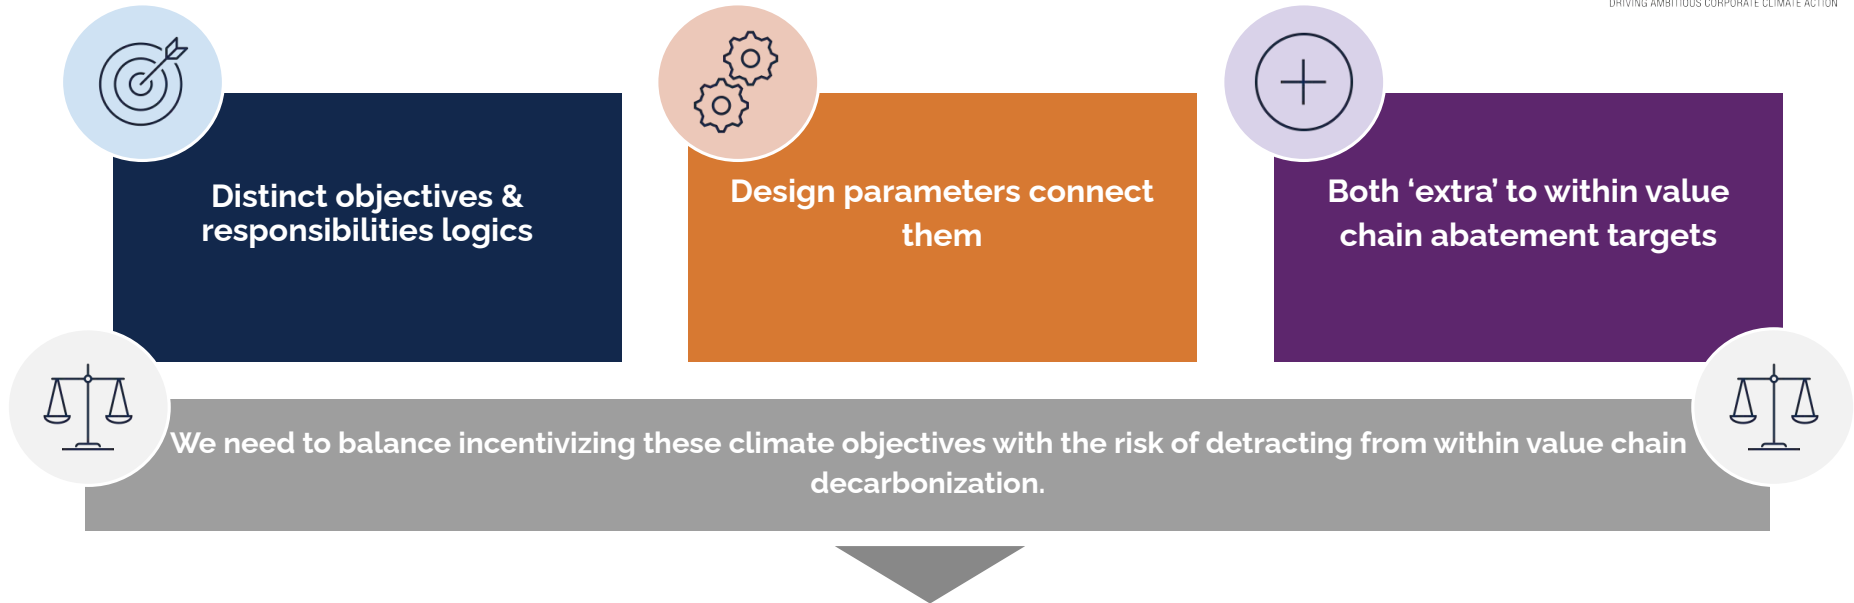 DRIVING AMBITIOUS CORPORATE CLIMATE ACTION
Distinct objectives &
responsibilities logics
Design parameters connect
them
Both ‘extra’ to within value
chain abatement targets
We need to balance incentivizing these climate objectives with the risk of detracting from within value chain
decarbonization.